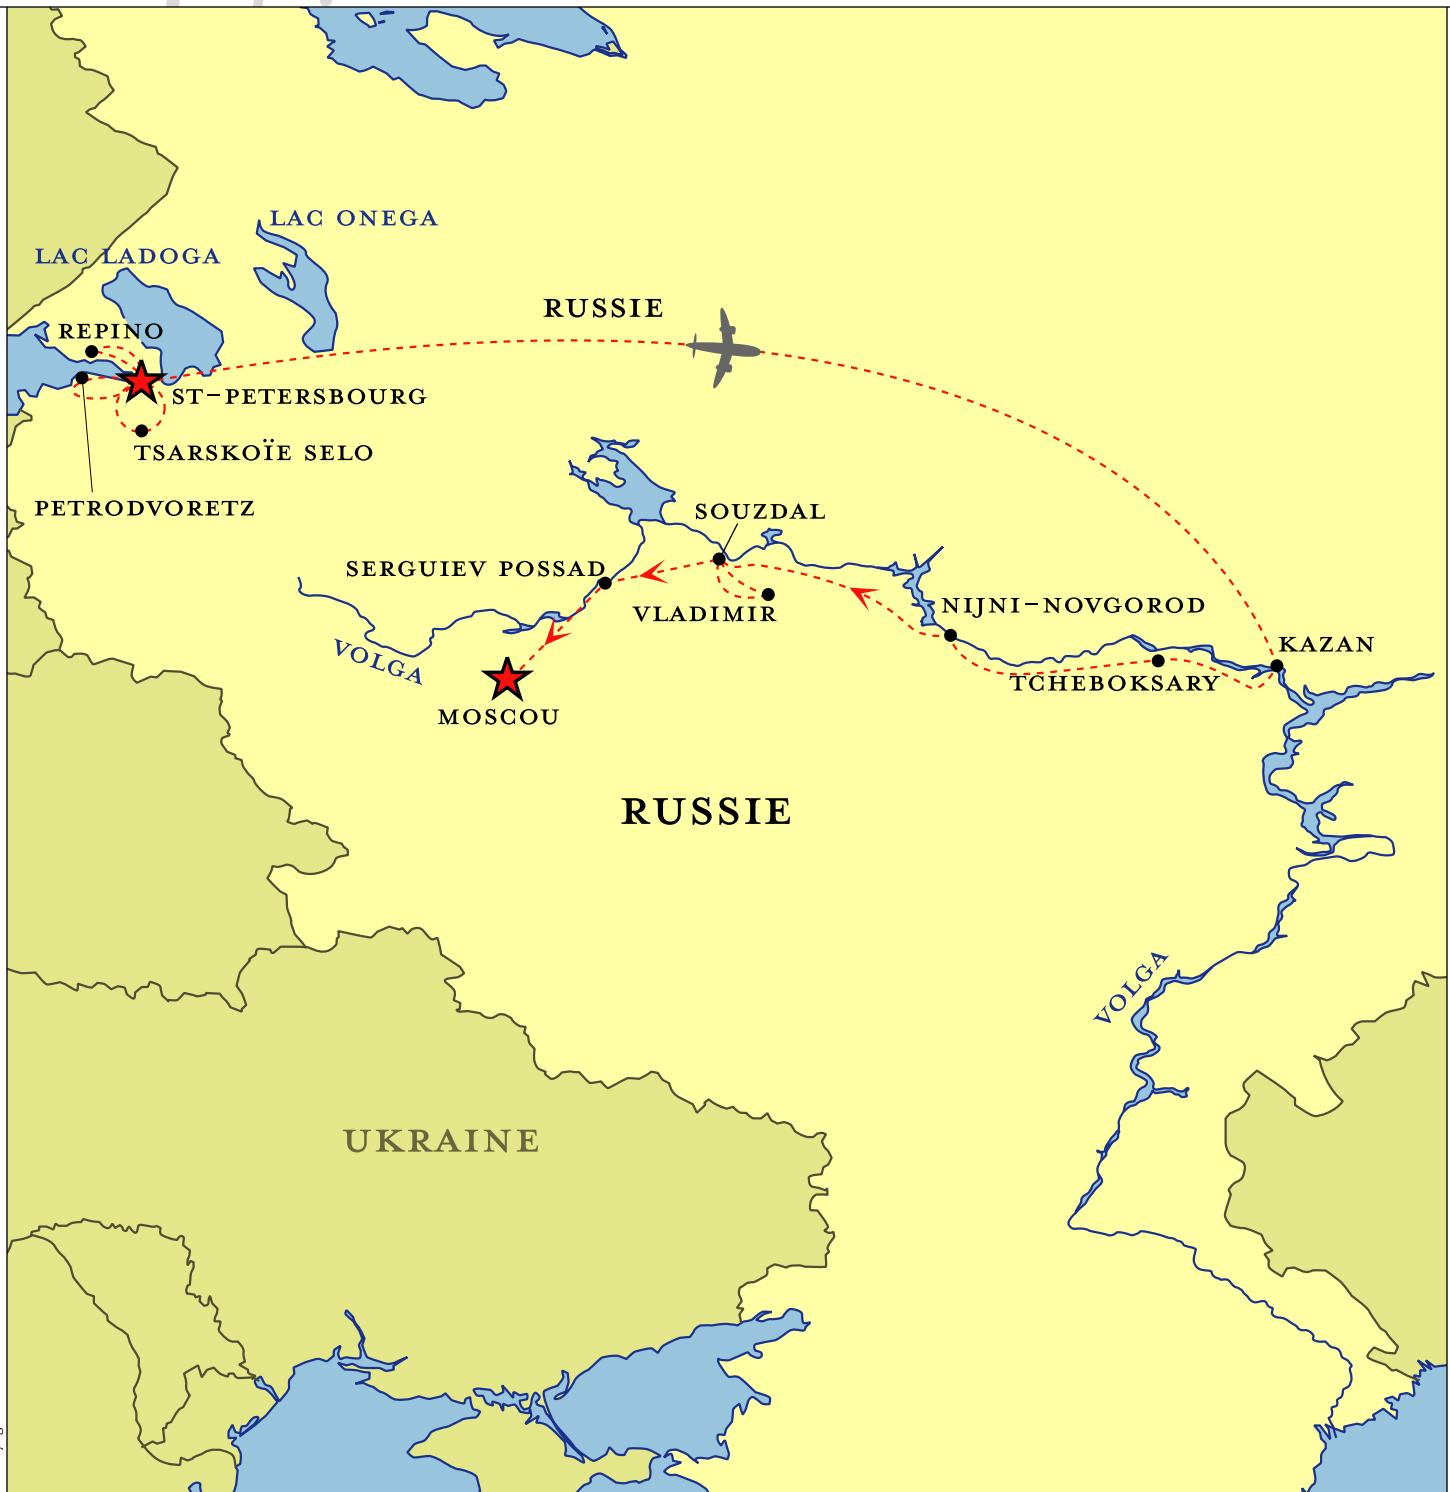 LAC ONEGA
LAC LADOGA
RUSSIE
REPINO
ST-PETERSBOURG
TSARSKOÏE SELO
PETRODVORETZ
SOUZDAL
SERGUIEV POSSAD
VLADIMIR
NIJNI-NOVGOROD
KAZAN
VOLGA
TCHEBOKSARY
MOSCOU
RUSSIE
VOLGA
UKRAINE